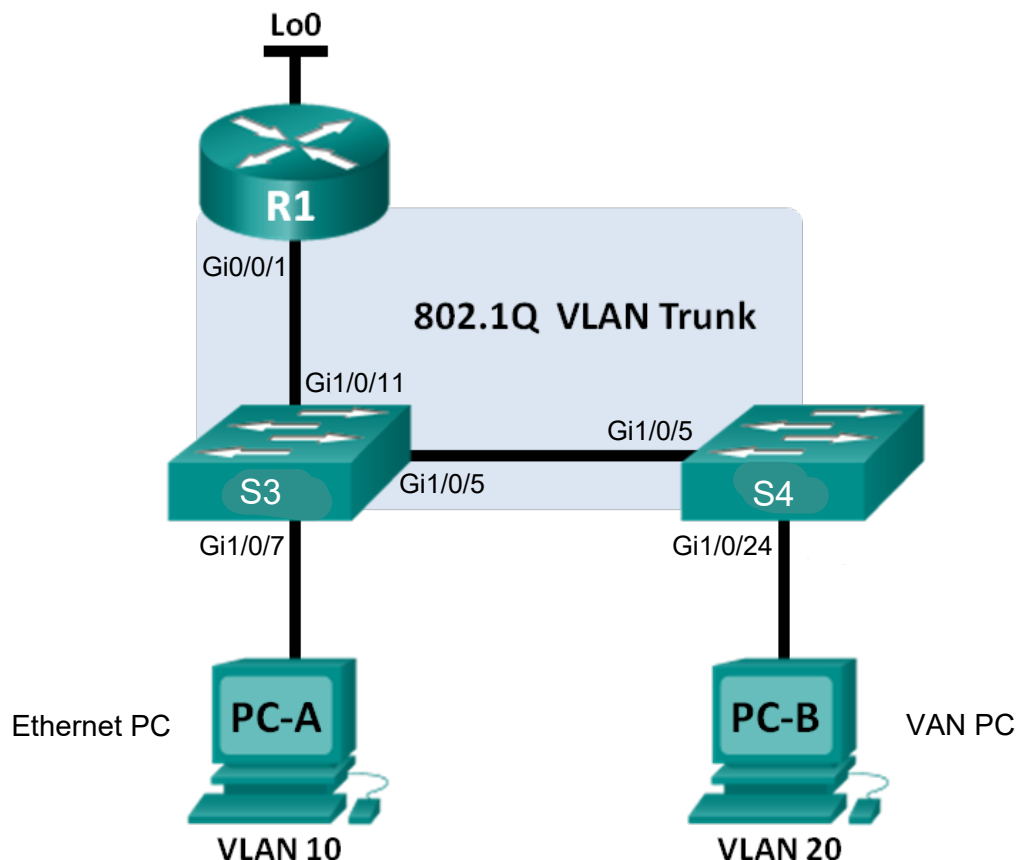 Lo0
R1
Gi0/0/1
802.1Q VLAN Trunk
Gi1/0/11
Gi1/0/5
S3
Gi1/0/5
S4
Gi1/0/7
Gi1/0/24
Ethernet PC
PC-A
PC-B
VAN PC
VLAN 10
VLAN 20